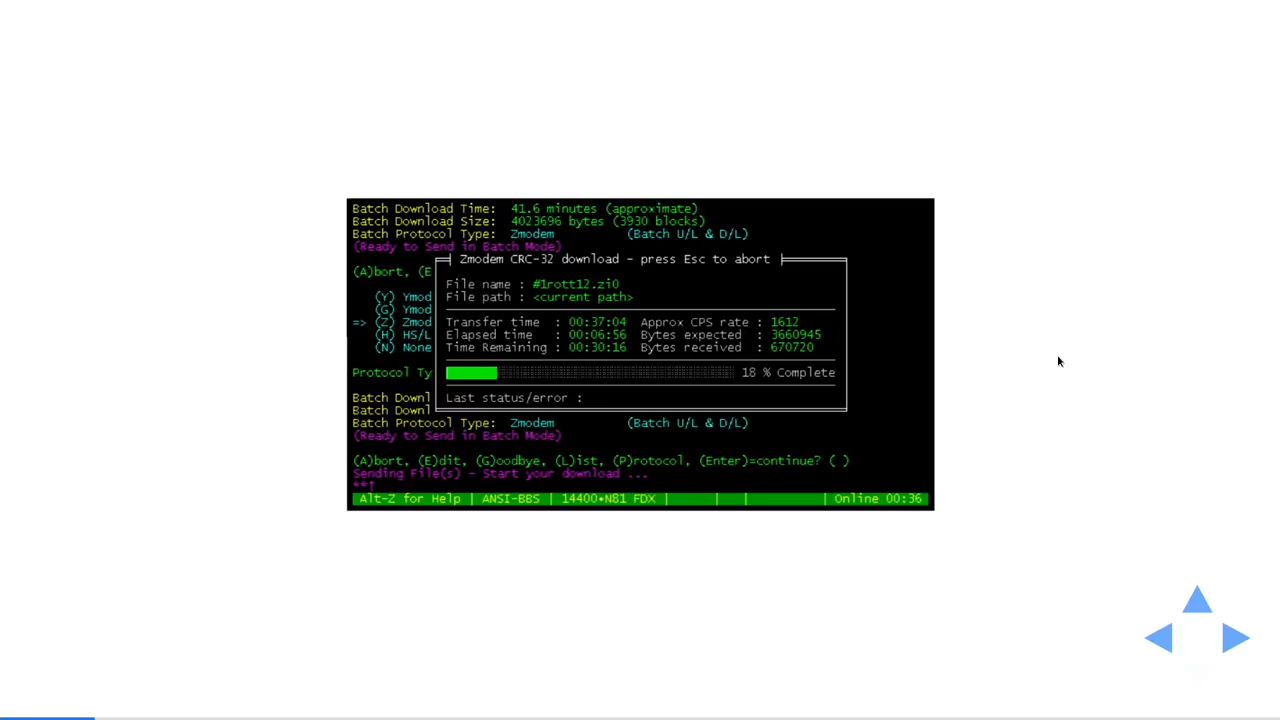 Batch Download Time: 41.6 minutes (approximate)
Batch Download Size: 4023696 bytes (3930 blocks)
Batch Protocol Type: Zmodem (Batch U/L & D/L)
(Ready to Send in Batch Mode)
Zmodem CRC-32 download - press Esc to abort
(A)bort, (E
File name : #1rott12.zi0
(Y) Ymod
File path : <current path>
(G) Ymod
=> (Z) Zmod
Transfer time : 00:37:04 Approx CPS rate : 1612
(H) HS/L
Elapsed time : 00:06:56 Bytes expected : 3660945
(N) None
Time Remaining : 00:30:16 Bytes received : 670720
Protocol Ty
18 % Complete
Batch Downl
Last status/error :
Batch Downl
Batch Protocol Type: Zmodem (Batch U/L & D/L)
(Ready to Send in Batch Mode)
(A)bort, (E)dit, (G)oodbye, (L)ist, (P)rotocol, (Enter)=continue? ( )
Sending File(s) - Start your download ...
**↑
Alt-Z for Help | ANSI-BBS | 14400•N81 FDX | | | | Online 00:36